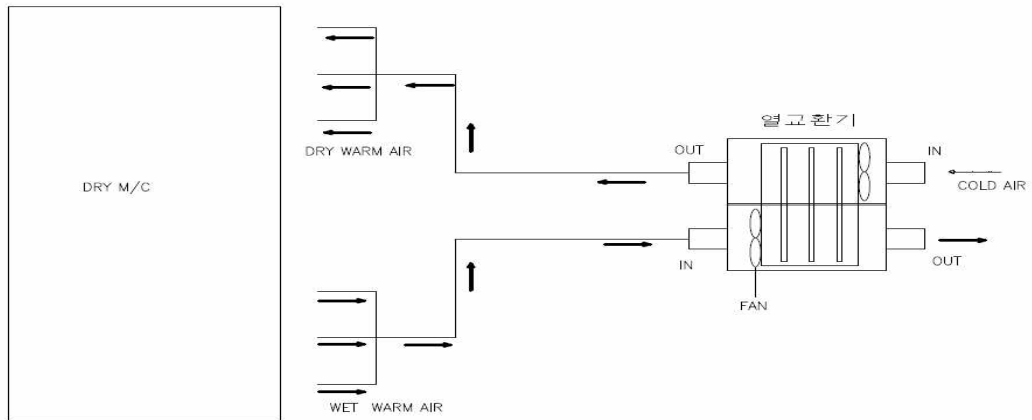 열교환기
OUT
IN
DRY WARM AIR
DRY M/C
COLD AIR
IN
OUT
FAN
WET WARM AIR